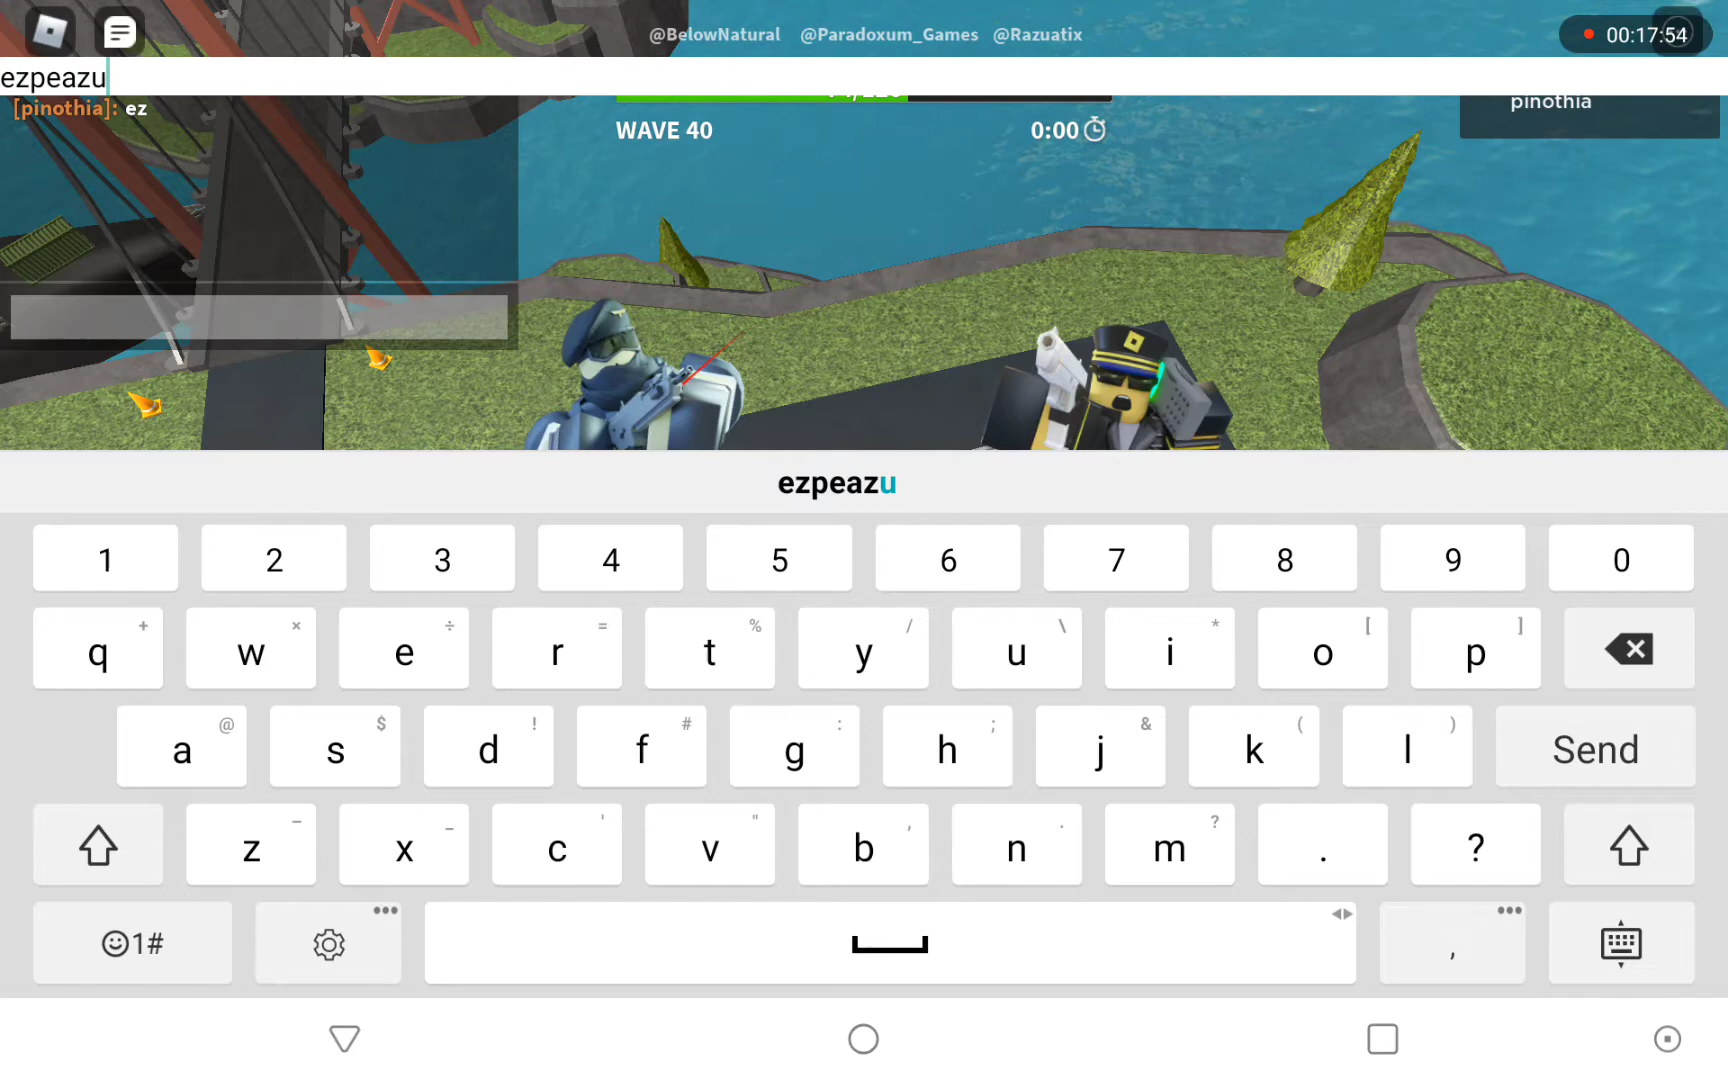 @BelowNatural @Paradoxum_Games @Razuatix
00:17:54
ezpeazu
[pinothia]: ez
pinothia
WAVE 40 0:00
ezpeazu
1 2 3 4 5 6 7 8 9 0
q + w × e ÷ r = t % y / u \ i * o [ p ]
a @ s $ d ! f # g : h ; j & k ( l ) Send
z – x _ c ' v " b , n . m ? . ?
1# ,